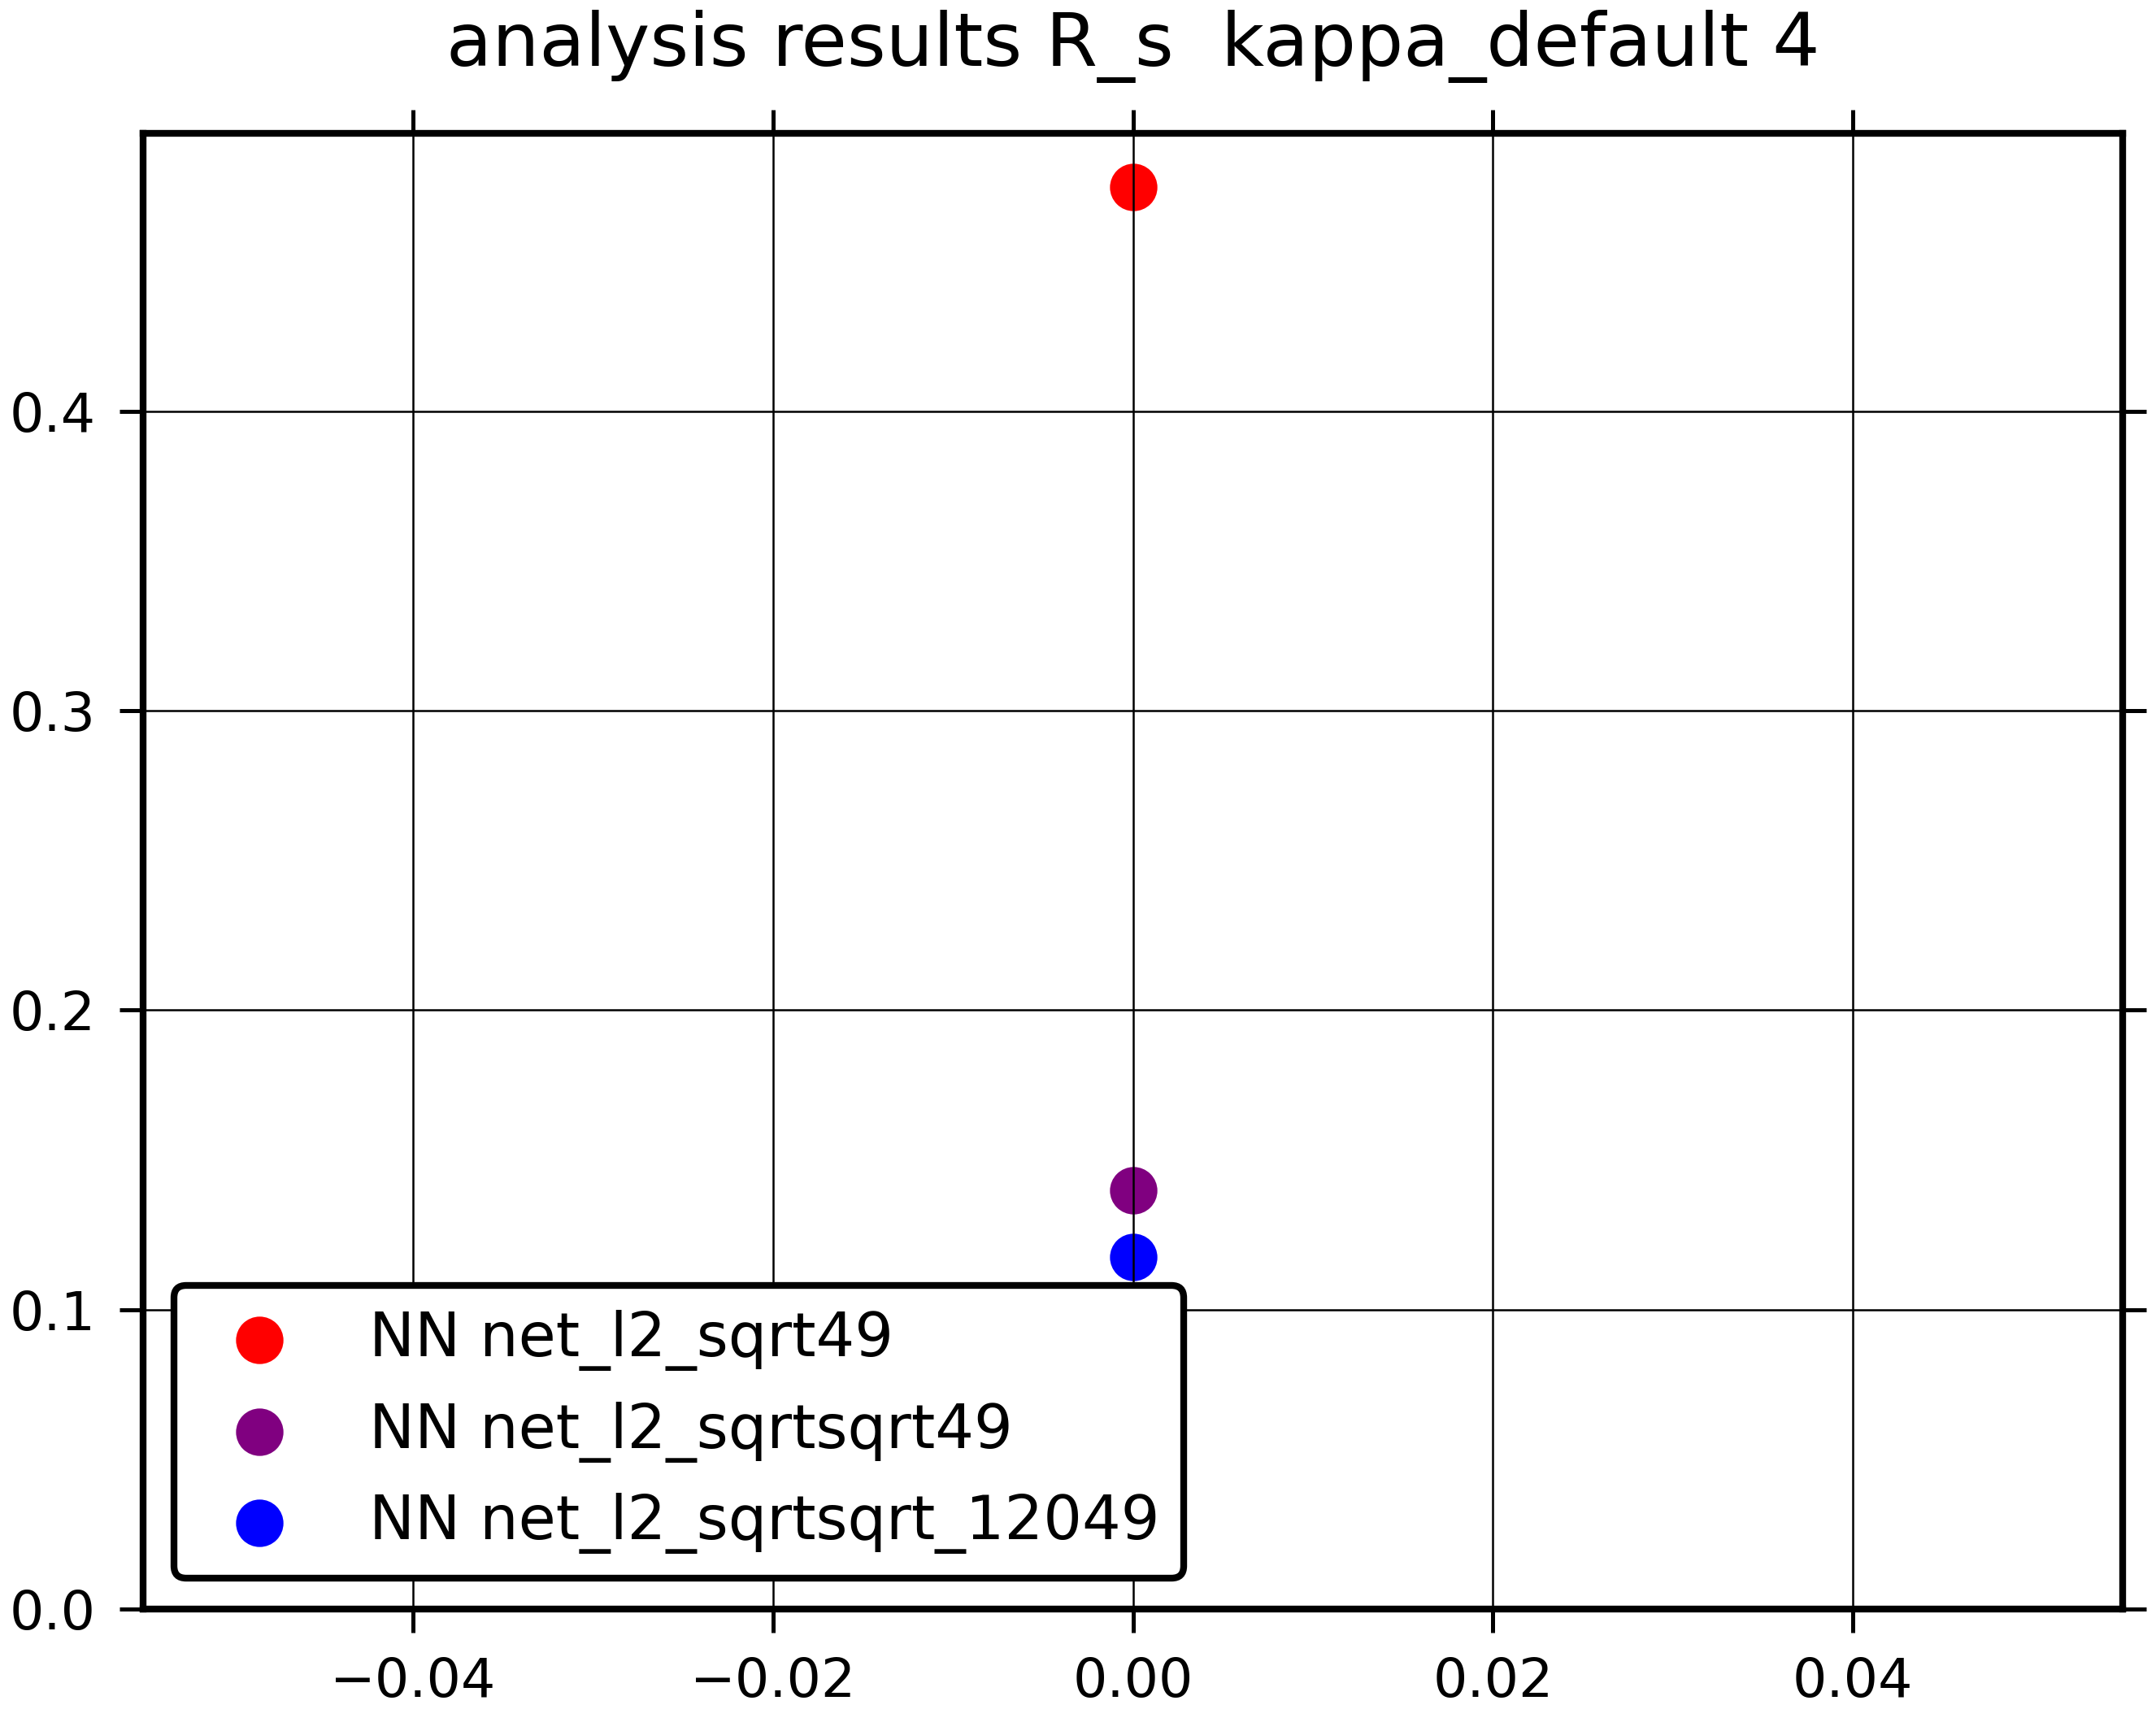 analysis results R_s  kappa_default 4
0.4
0.3
0.2
0.1
0.0
NN net_l2_sqrt49
NN net_l2_sqrtsqrt49
NN net_l2_sqrtsqrt_12049
−0.04 −0.02 0.00 0.02 0.04